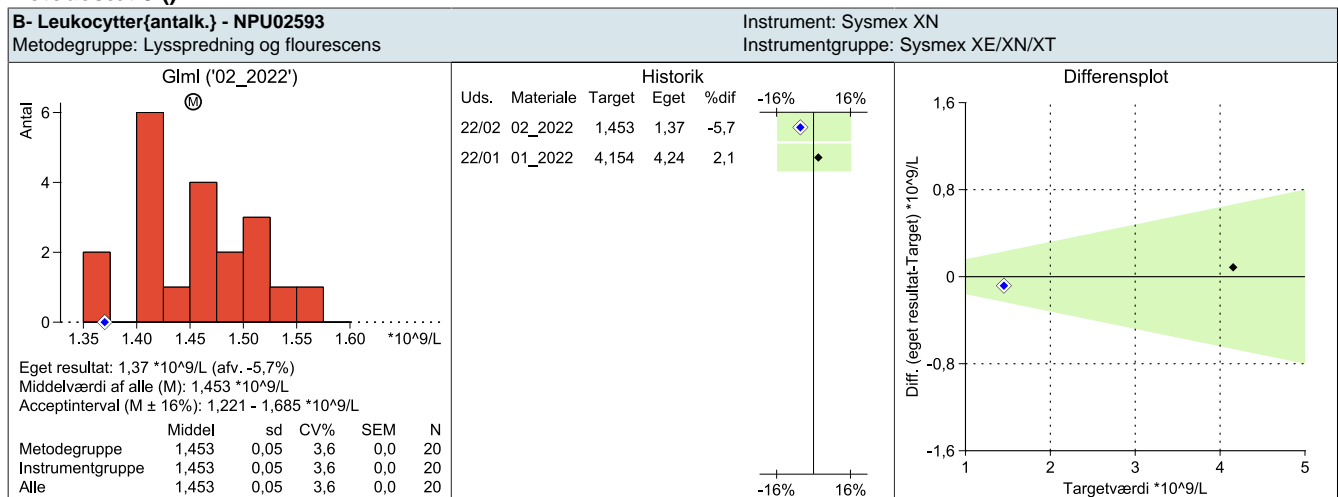 B- Leukocytter{antalk.} - NPU02593
Instrument: Sysmex XN
Metodegruppe: Lysspredning og flourescens
Instrumentgruppe: Sysmex XE/XN/XT
Glml ('02_2022')
Antal
M
6
4
2
0
1.35 1.40 1.45 1.50 1.55 1.60 *10^9/L
Eget resultat: 1,37 *10^9/L (afv. -5,7%)
Middelværdi af alle (M): 1,453 *10^9/L
Acceptinterval (M ± 16%): 1,221 - 1,685 *10^9/L
Middel sd CV% SEM N
Metodegruppe 1,453 0,05 3,6 0,0 20
Instrumentgruppe 1,453 0,05 3,6 0,0 20
Alle 1,453 0,05 3,6 0,0 20
Historik
Uds. Materiale Target Eget %dif -16% 16%
22/02 02_2022 1,453 1,37 -5,7
22/01 01_2022 4,154 4,24 2,1
-16% 16%
Differensplot
Diff. (eget resultat-Target) *10^9/L
1,6
0,8
0
-0,8
-1,6
1 2 3 4 5
Targetværdi *10^9/L